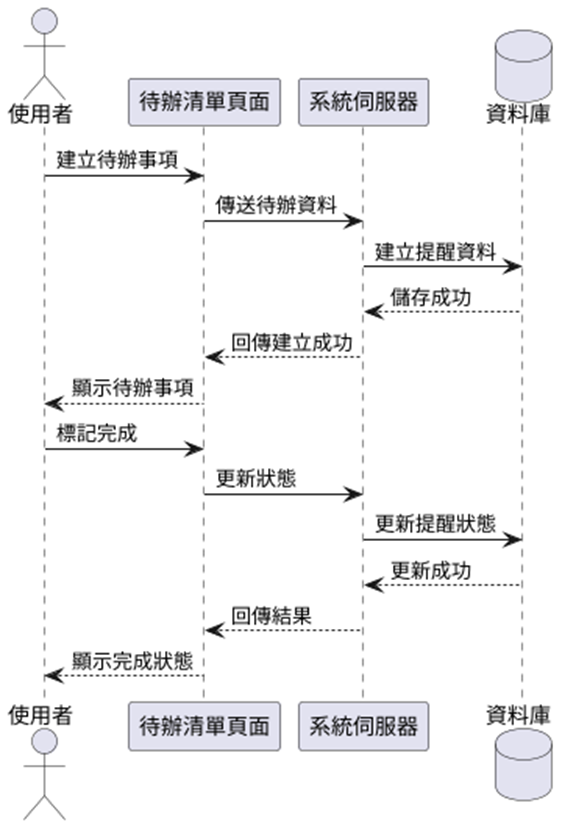 使用者
待辦清單頁面
系統伺服器
資料庫
建立待辦事項
傳送待辦資料
建立提醒資料
儲存成功
回傳建立成功
顯示待辦事項
標記完成
更新狀態
更新提醒狀態
更新成功
回傳結果
顯示完成狀態
使用者
待辦清單頁面
系統伺服器
資料庫